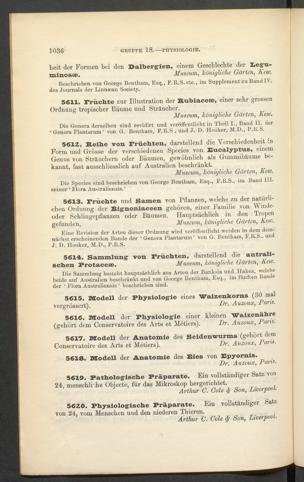 1036 GRUPPE 18.—PHYSIOLOGIE.
heit der Formen bei den Dalbergien, einem Geschlechte der Legu-
minosæ. Museum, königliche Gärten, Kew.
Beschrieben von George Bentham, Esq., F.R.S. etc., im Supplement zu Band IV.
des Journals der Linnean Society.
5611. Früchte zur Illustration der Rubiaceæ, einer sehr grossen
Ordnung tropischer Bäume und Sträucher.
Museum, königliche Gärten, Kew.
Die Genera derselben sind revidirt und veröffentlicht in Theil I., Band II. der
'Genera Plantarum' von G. Bentham, F.R.S., und J. D. Hooker, M.D., P.R.S.
5612. Reihe von Früchten, darstellend die Verschiedenheit in
Form und Grösse der verschiedenen Species von Eucalyptus, einem
Genus von Sträuchern oder Bäumen, gewöhnlich als Gummibäume be-
kannt, fast ausschliesslich auf Australien beschränkt.
Museum, königliche Gärten, Kew.
Die Species sind beschrieben von George Bentham, Esq., F.R.S., im Band III.
seiner 'Flora Australiensis.'
5613. Früchte und Samen von Pflanzen, welche zu der natürli-
chen Ordnung der Bignoniaceen gehören, einer Familie von Winde-
oder Schlingepflanzen oder Bäumen. Hauptsächlich in den Tropen
gefunden. Museum, königliche Gärten, Kew.
Eine Revision der Arten dieser Ordnung wird veröffentlicht werden in dem dem-
nächst erscheinenden Bande der 'Genera Plantarum' von G. Bentham, F.R.S., und
J. D. Hooker, M.D., P.R.S.
5614. Sammlung von Früchten, darstellend die australi-
schen Protaceæ. Museum, königliche Gärten, Kew.
Die Sammlung besteht hauptsächlich aus Arten der Banksia und Hakea, welche
beide auf Australien beschränkt und von George Bentham, Esq., im fünften Bande
der 'Flora Australiensis' beschrieben sind.
5615. Modell der Physiologie eines Waizenkorns (30 mal
vergrössert). Dr. Auzoux, Paris.
5616. Modell der Physiologie einer kleinen Waizenähre
(gehört dem Conservatoire des Arts et Métiers). Dr. Auzoux, Paris.
5617. Modell der Anatomie des Seidenwurms (gehört dem
Conservatoire des Arts et Métiers). Dr. Auzoux, Paris.
5618. Modell der Anatomie des Eies von Epyornis.
Dr. Auzoux, Paris.
5619. Pathologische Präparate. Ein vollständiger Satz von
24, menschliche Objecte, für das Mikroskop hergerichtet.
Arthur C. Cole & Son, Liverpool.
5620. Physiologische Präparate. Ein vollständiger Satz
von 24, vom Menschen und den niederen Thieren.
Arthur C. Cole & Son, Liverpool.